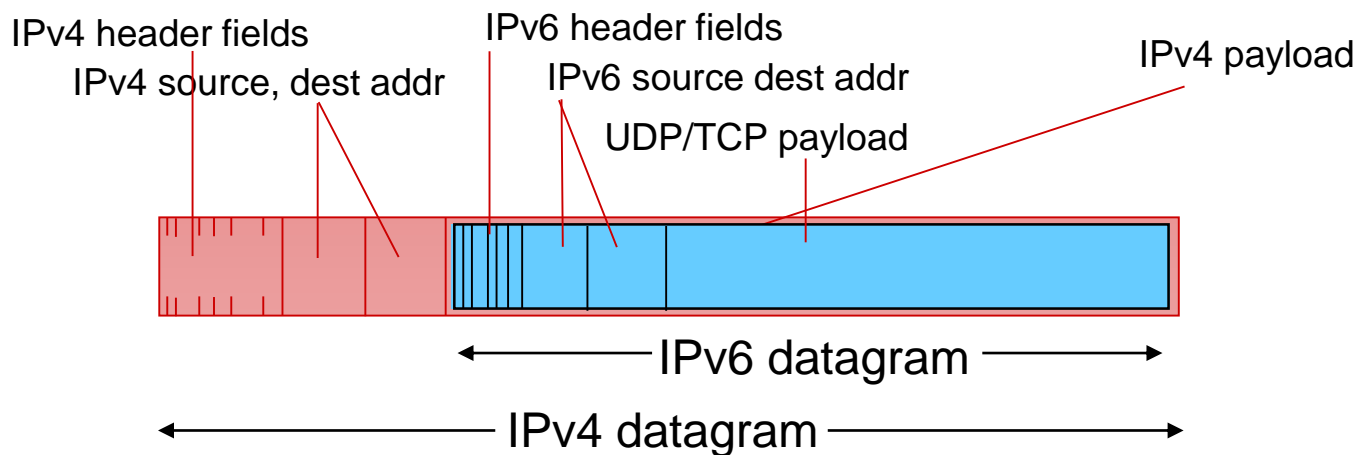 IPv4 header fields
IPv6 header fields
IPv4 payload
IPv4 source, dest addr
IPv6 source dest addr
UDP/TCP payload
IPv6 datagram
IPv4 datagram